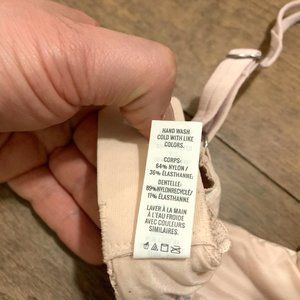 HAND WASH
COLD WITH LIKE
COLORS.
CORPS:
64% NYLON /
36% ÉLASTHANNE;
DENTELLE:
89%NYLON RECYCLÉ/
11% ÉLASTHANNE
LAVER À LA MAIN
À L'EAU FROIDE
AVEC COULEURS
SIMILAIRES.